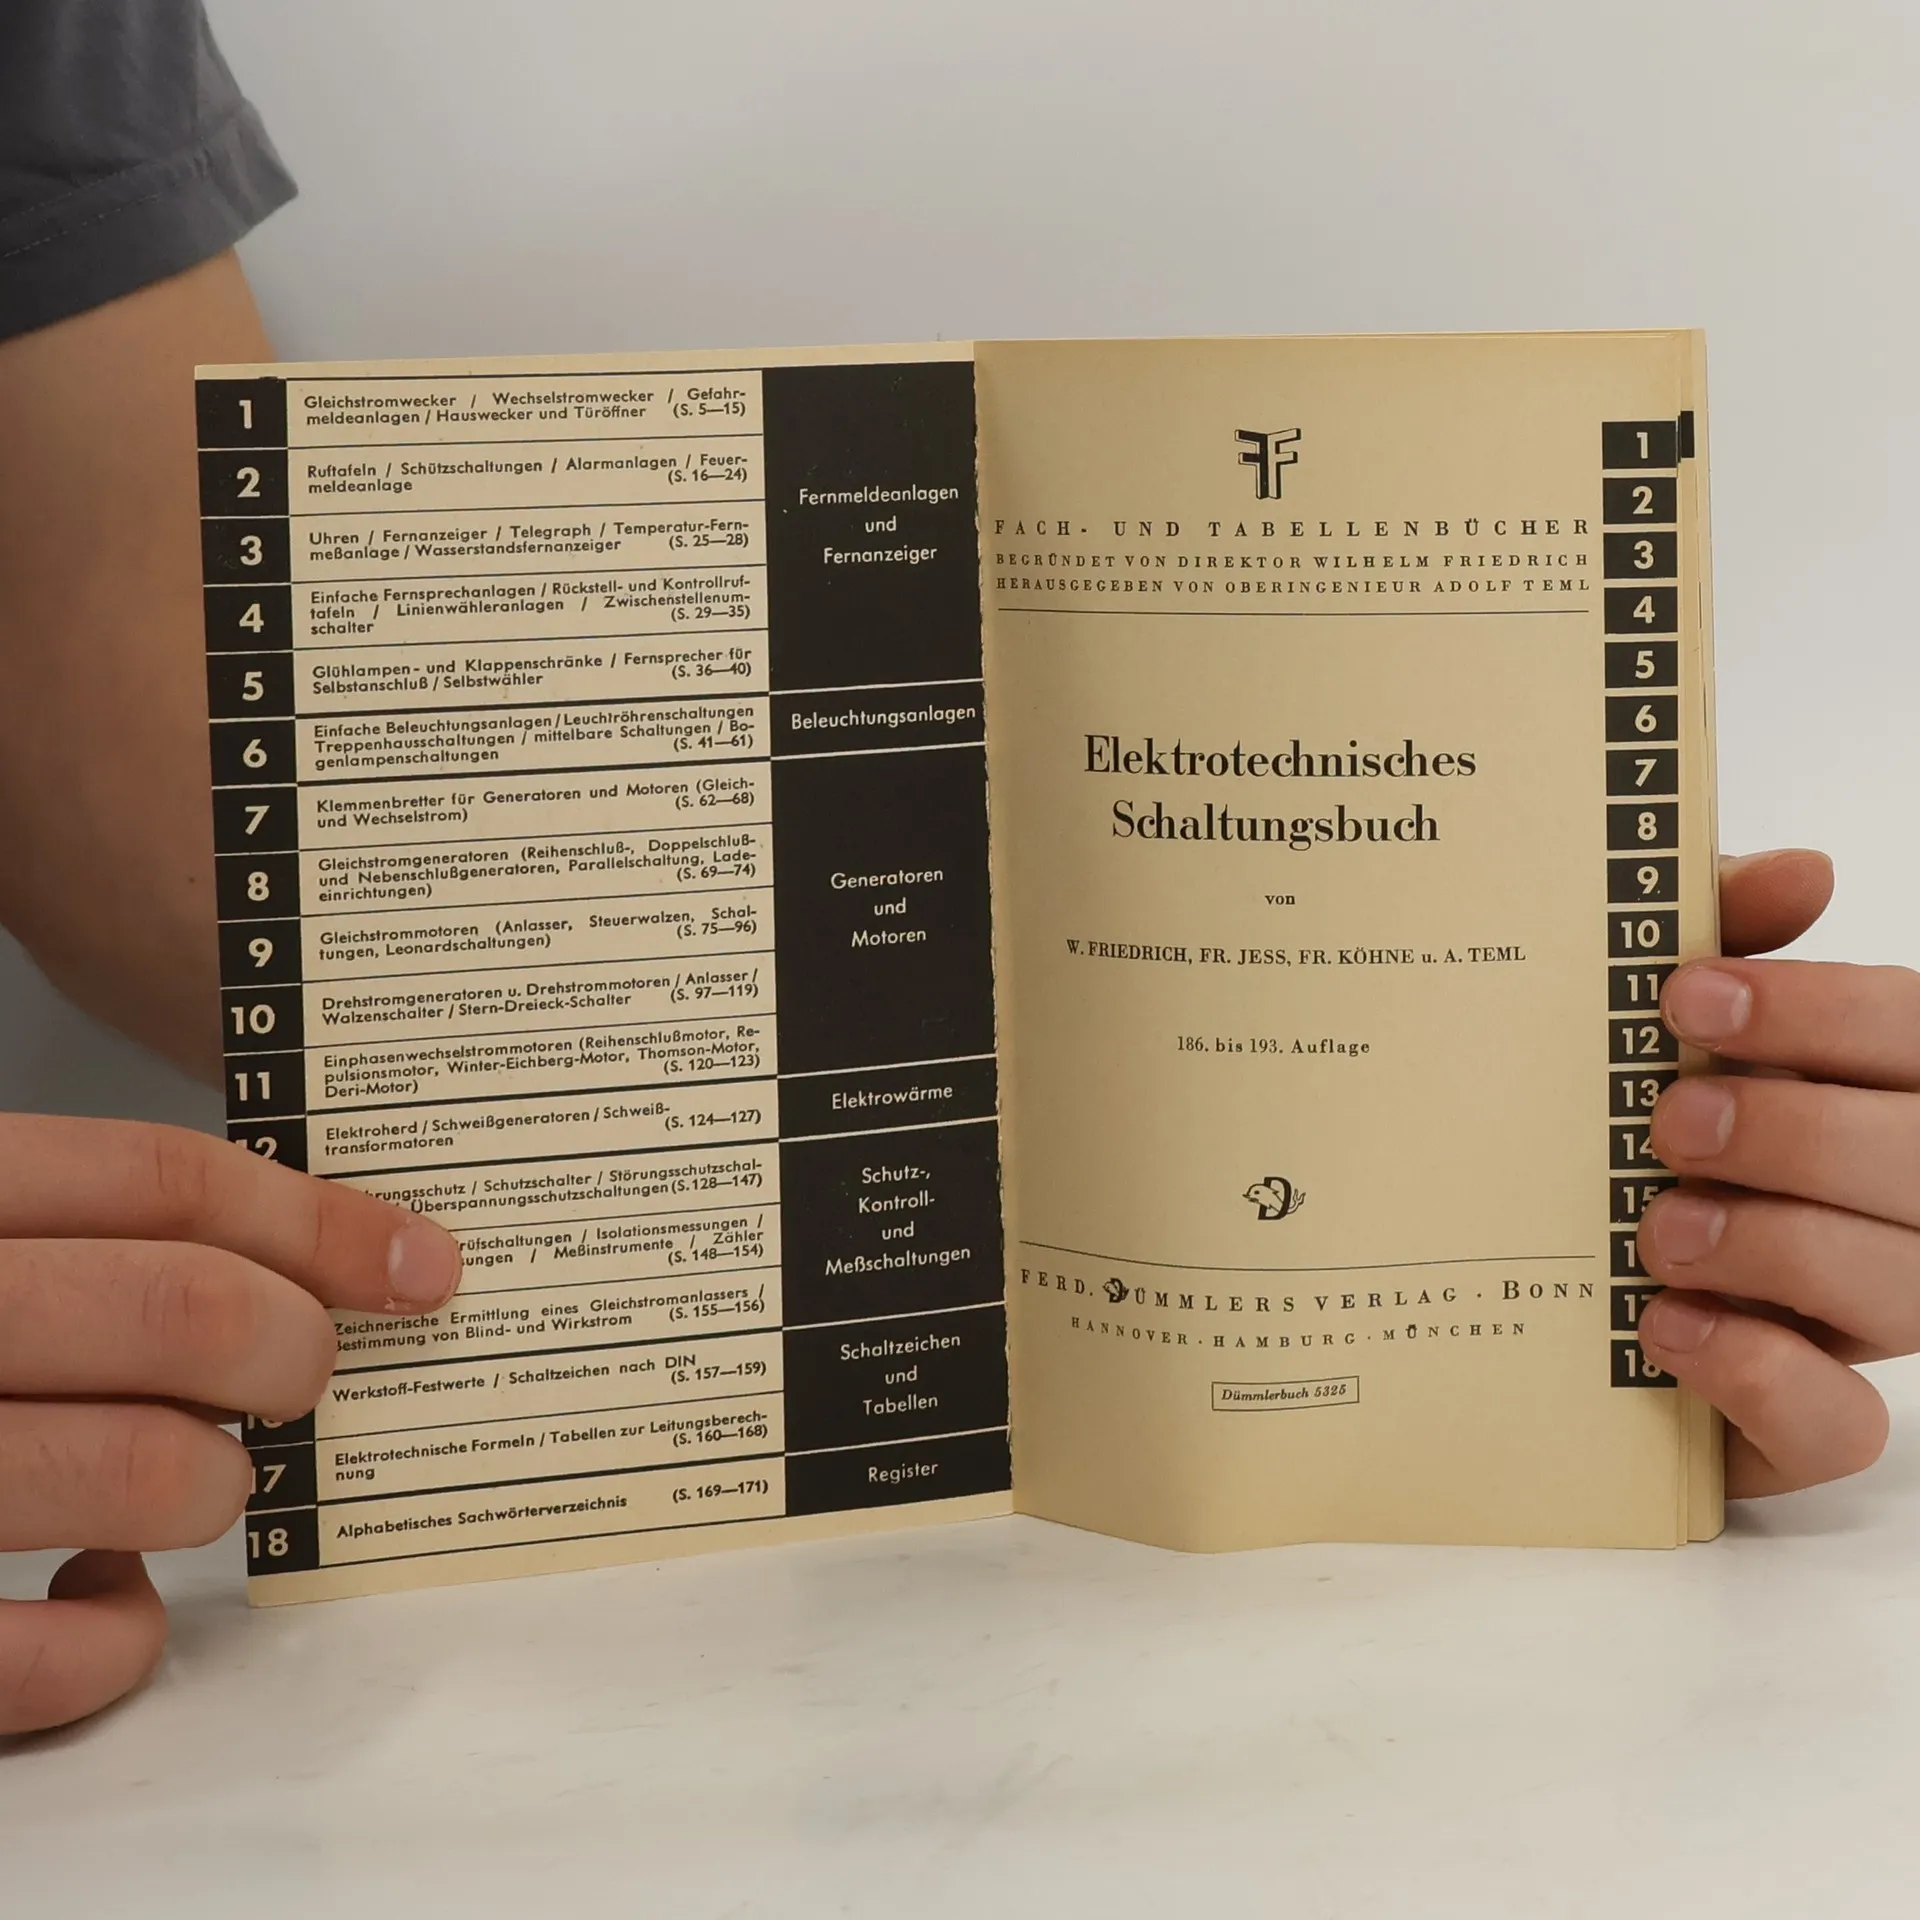 1
Gleichstromwecker / Wechselstromwecker / Gefahr-
meldeanlagen / Hauswecker und Türöffner (S. 5—15)
2
Ruftafeln / Schützschaltungen / Alarmanlagen / Feuer-
meldeanlage (S. 16—24)
3
Uhren / Fernanzeiger / Telegraph / Temperatur-Fern-
meßanlage / Wasserstandsfernanzeiger (S. 25—28)
4
Einfache Fernsprechanlagen / Rückstell- und Kontrollruf-
tafeln / Linienwähleranlagen / Zwischenstellenum-
schalter (S. 29—35)
5
Glühlampen- und Klappenschränke / Fernsprecher für
Selbstanschluß / Selbstwähler (S. 36—40)
Fernmeldeanlagen
und
Fernanzeiger
6
Einfache Beleuchtungsanlagen / Leuchtröhrenschaltungen
Treppenhausschaltungen / mittelbare Schaltungen / Bo-
genlampenschaltungen (S. 41—61)
Beleuchtungsanlagen
7
Klemmenbretter für Generatoren und Motoren (Gleich-
und Wechselstrom) (S. 62—68)
8
Gleichstromgeneratoren (Reihenschluß-, Doppelschluß-
und Nebenschlußgeneratoren, Parallelschaltung, Lade-
einrichtungen) (S. 69—74)
9
Gleichstrommotoren (Anlasser, Steuerwalzen, Schal-
tungen, Leonardschaltungen) (S. 75—96)
10
Drehstromgeneratoren u. Drehstrommotoren / Anlasser /
Walzenschalter / Stern-Dreieck-Schalter (S. 97—119)
11
Einphasenwechselstrommotoren (Reihenschlußmotor, Re-
pulsionsmotor, Winter-Eichberg-Motor, Thomson-Motor,
Deri-Motor) (S. 120—123)
Generatoren
und
Motoren
Elektroherd / Schweißgeneratoren / Schweiß-
transformatoren (S. 124—127)
Elektrowärme
/ Schutzschalter / Störungsschutzschal-
Überspannungsschutzschaltungen (S. 128—147)
/ Isolationsmessungen /
/ Meßinstrumente / Zähler
(S. 148—154)
Zeichnerische Ermittlung eines Gleichstromanlassers /
von Blind- und Wirkstrom (S. 155—156)
Schutz-,
Kontroll-
und
Meßschaltungen
Werkstoff-Festwerte / Schaltzeichen nach DIN
(S. 157—159)
17
Elektrotechnische Formeln / Tabellen zur Leitungsberech-
nung (S. 160—168)
Schaltzeichen
und
Tabellen
18
Alphabetisches Sachwörterverzeichnis (S. 169—171)
Register
FF
FACH- UND TABELLENBÜCHER
BEGRÜNDET VON DIREKTOR WILHELM FRIEDRICH
HERAUSGEGEBEN VON OBERINGENIEUR ADOLF TEML
Elektrotechnisches
Schaltungsbuch
von
W. FRIEDRICH, FR. JESS, FR. KÖHNE u. A. TEML
186. bis 193. Auflage
D
FERD. DÜMMLERS VERLAG · BONN
HANNOVER · HAMBURG · MÜNCHEN
Dümmlerbuch 5325
1
2
3
4
5
6
7
8
9
10
11
12
13
14
15
18